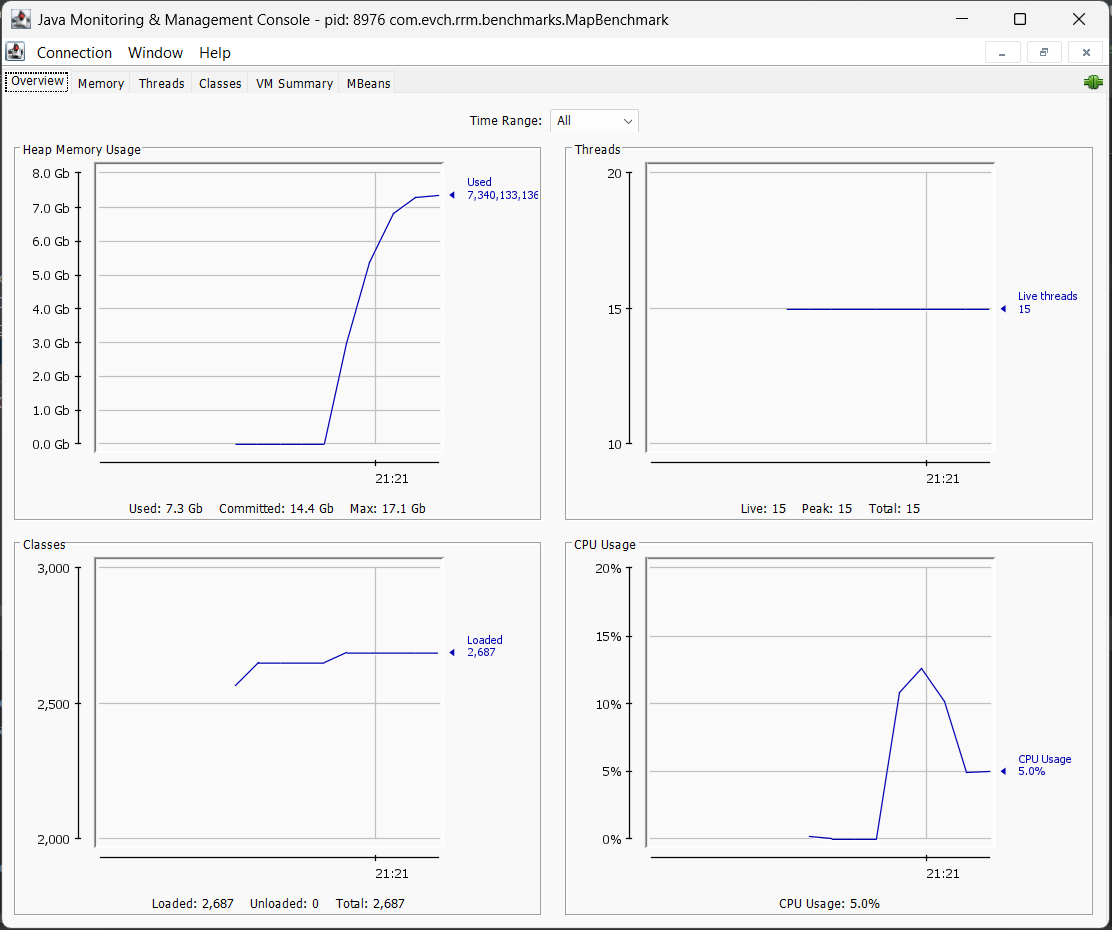 Java Monitoring & Management Console - pid: 8976 com.evch.rrm.benchmarks.MapBenchmark
Connection Window Help
Overview Memory Threads Classes VM Summary MBeans
Time Range: All
Heap Memory Usage
8.0 Gb
7.0 Gb
6.0 Gb
5.0 Gb
4.0 Gb
3.0 Gb
2.0 Gb
1.0 Gb
0.0 Gb
Used
7,340,133,136
21:21
Used: 7.3 Gb Committed: 14.4 Gb Max: 17.1 Gb
Threads
20
15
10
Live threads
15
21:21
Live: 15 Peak: 15 Total: 15
Classes
3,000
2,500
2,000
Loaded
2,687
21:21
Loaded: 2,687 Unloaded: 0 Total: 2,687
CPU Usage
20%
15%
10%
5%
0%
CPU Usage
5.0%
21:21
CPU Usage: 5.0%